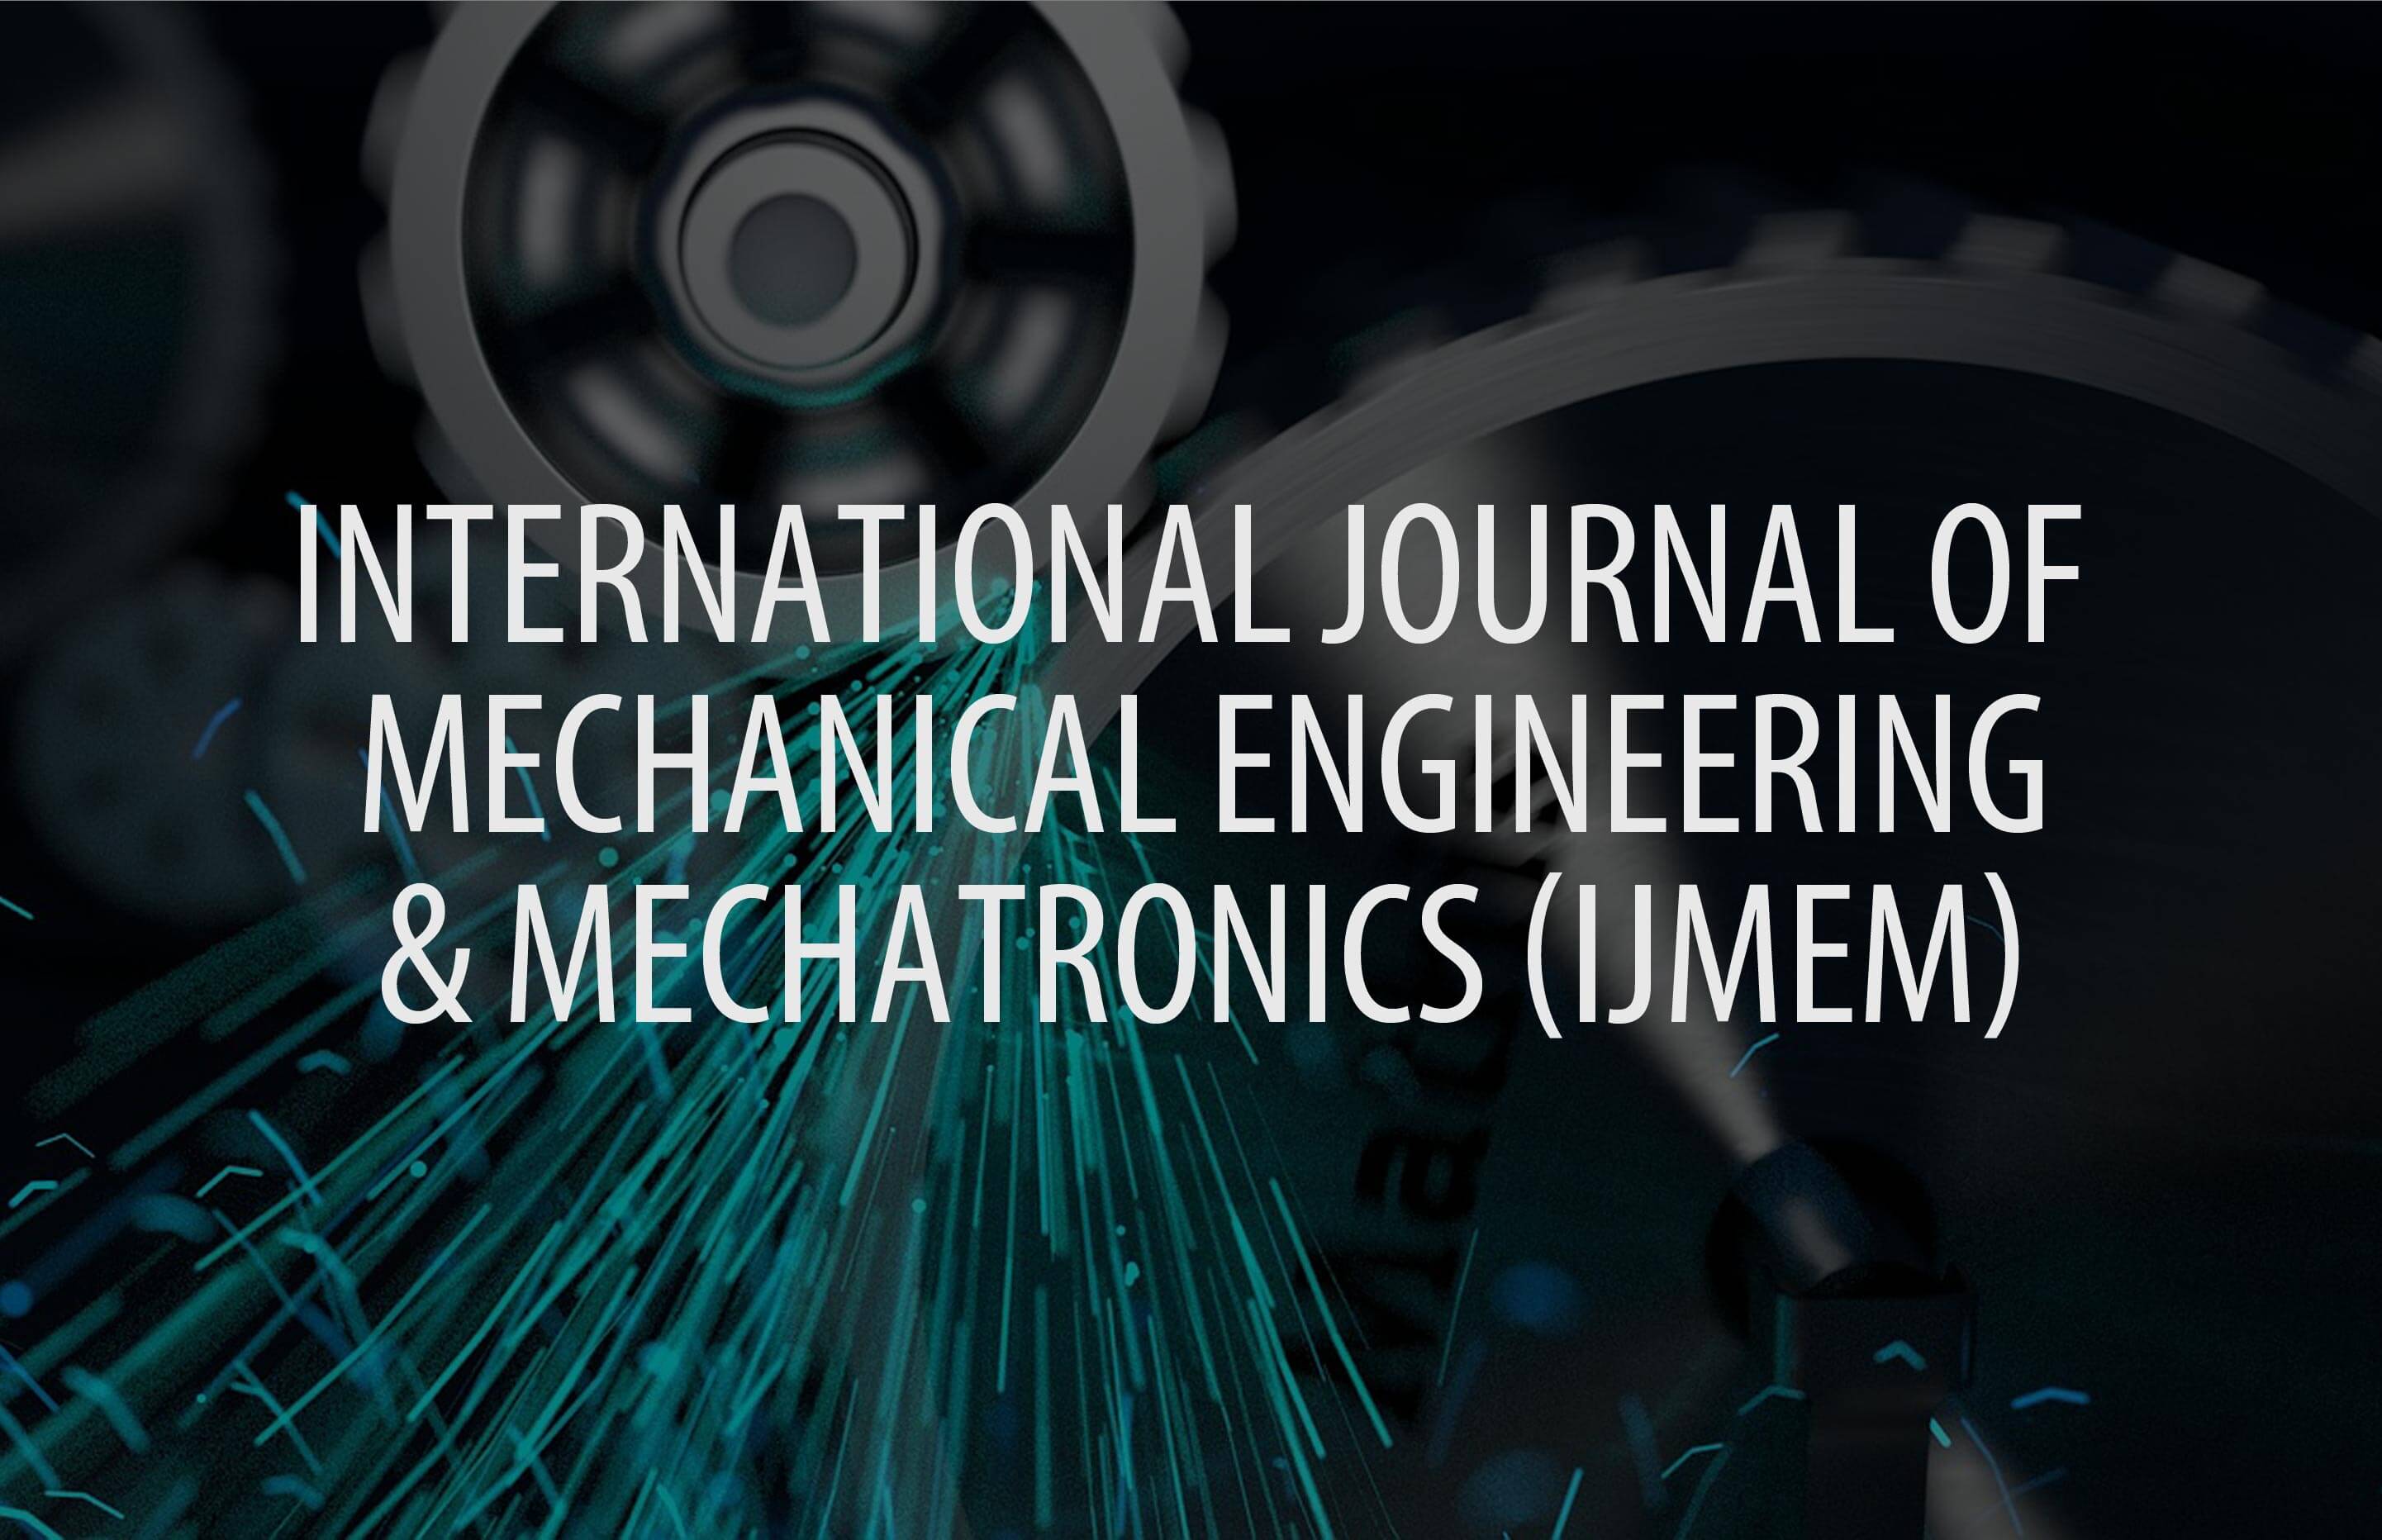 INTERNATIONAL JOURNAL OF
MECHANICAL ENGINEERING
& MECHATRONICS (IJMEM)